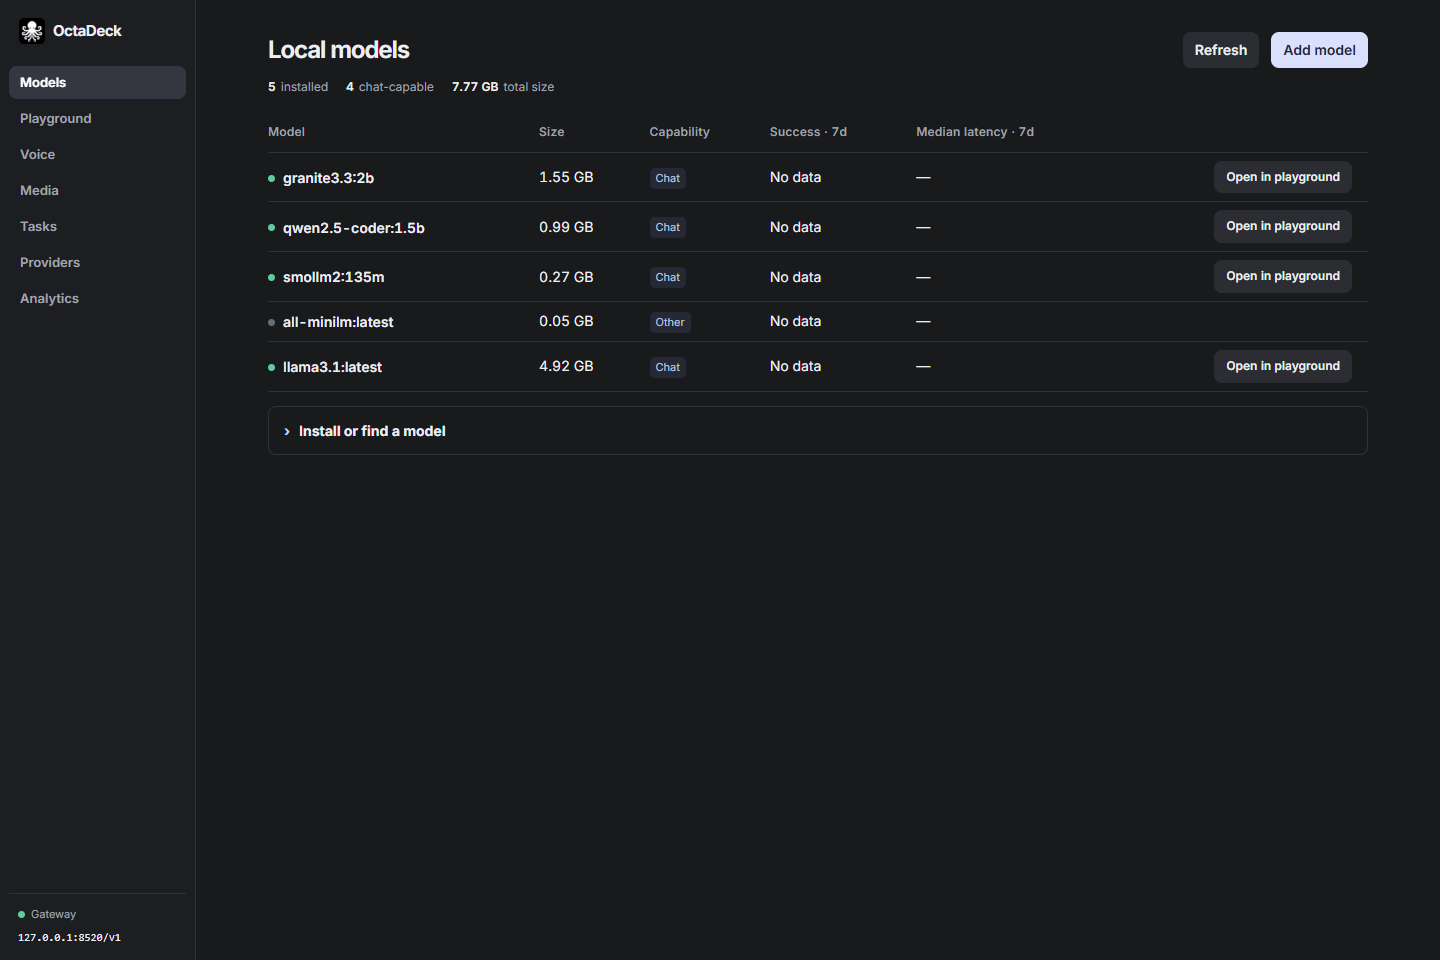 OctaDeck
Models
Playground
Voice
Media
Tasks
Providers
Analytics
Gateway
127.0.0.1:8520/v1
Local models
Refresh Add model
5 installed 4 chat-capable 7.77 GB total size
Model Size Capability Success · 7d Median latency · 7d
granite3.3:2b 1.55 GB Chat No data — Open in playground
qwen2.5-coder:1.5b 0.99 GB Chat No data — Open in playground
smollm2:135m 0.27 GB Chat No data — Open in playground
all-minilm:latest 0.05 GB Other No data —
llama3.1:latest 4.92 GB Chat No data — Open in playground
› Install or find a model